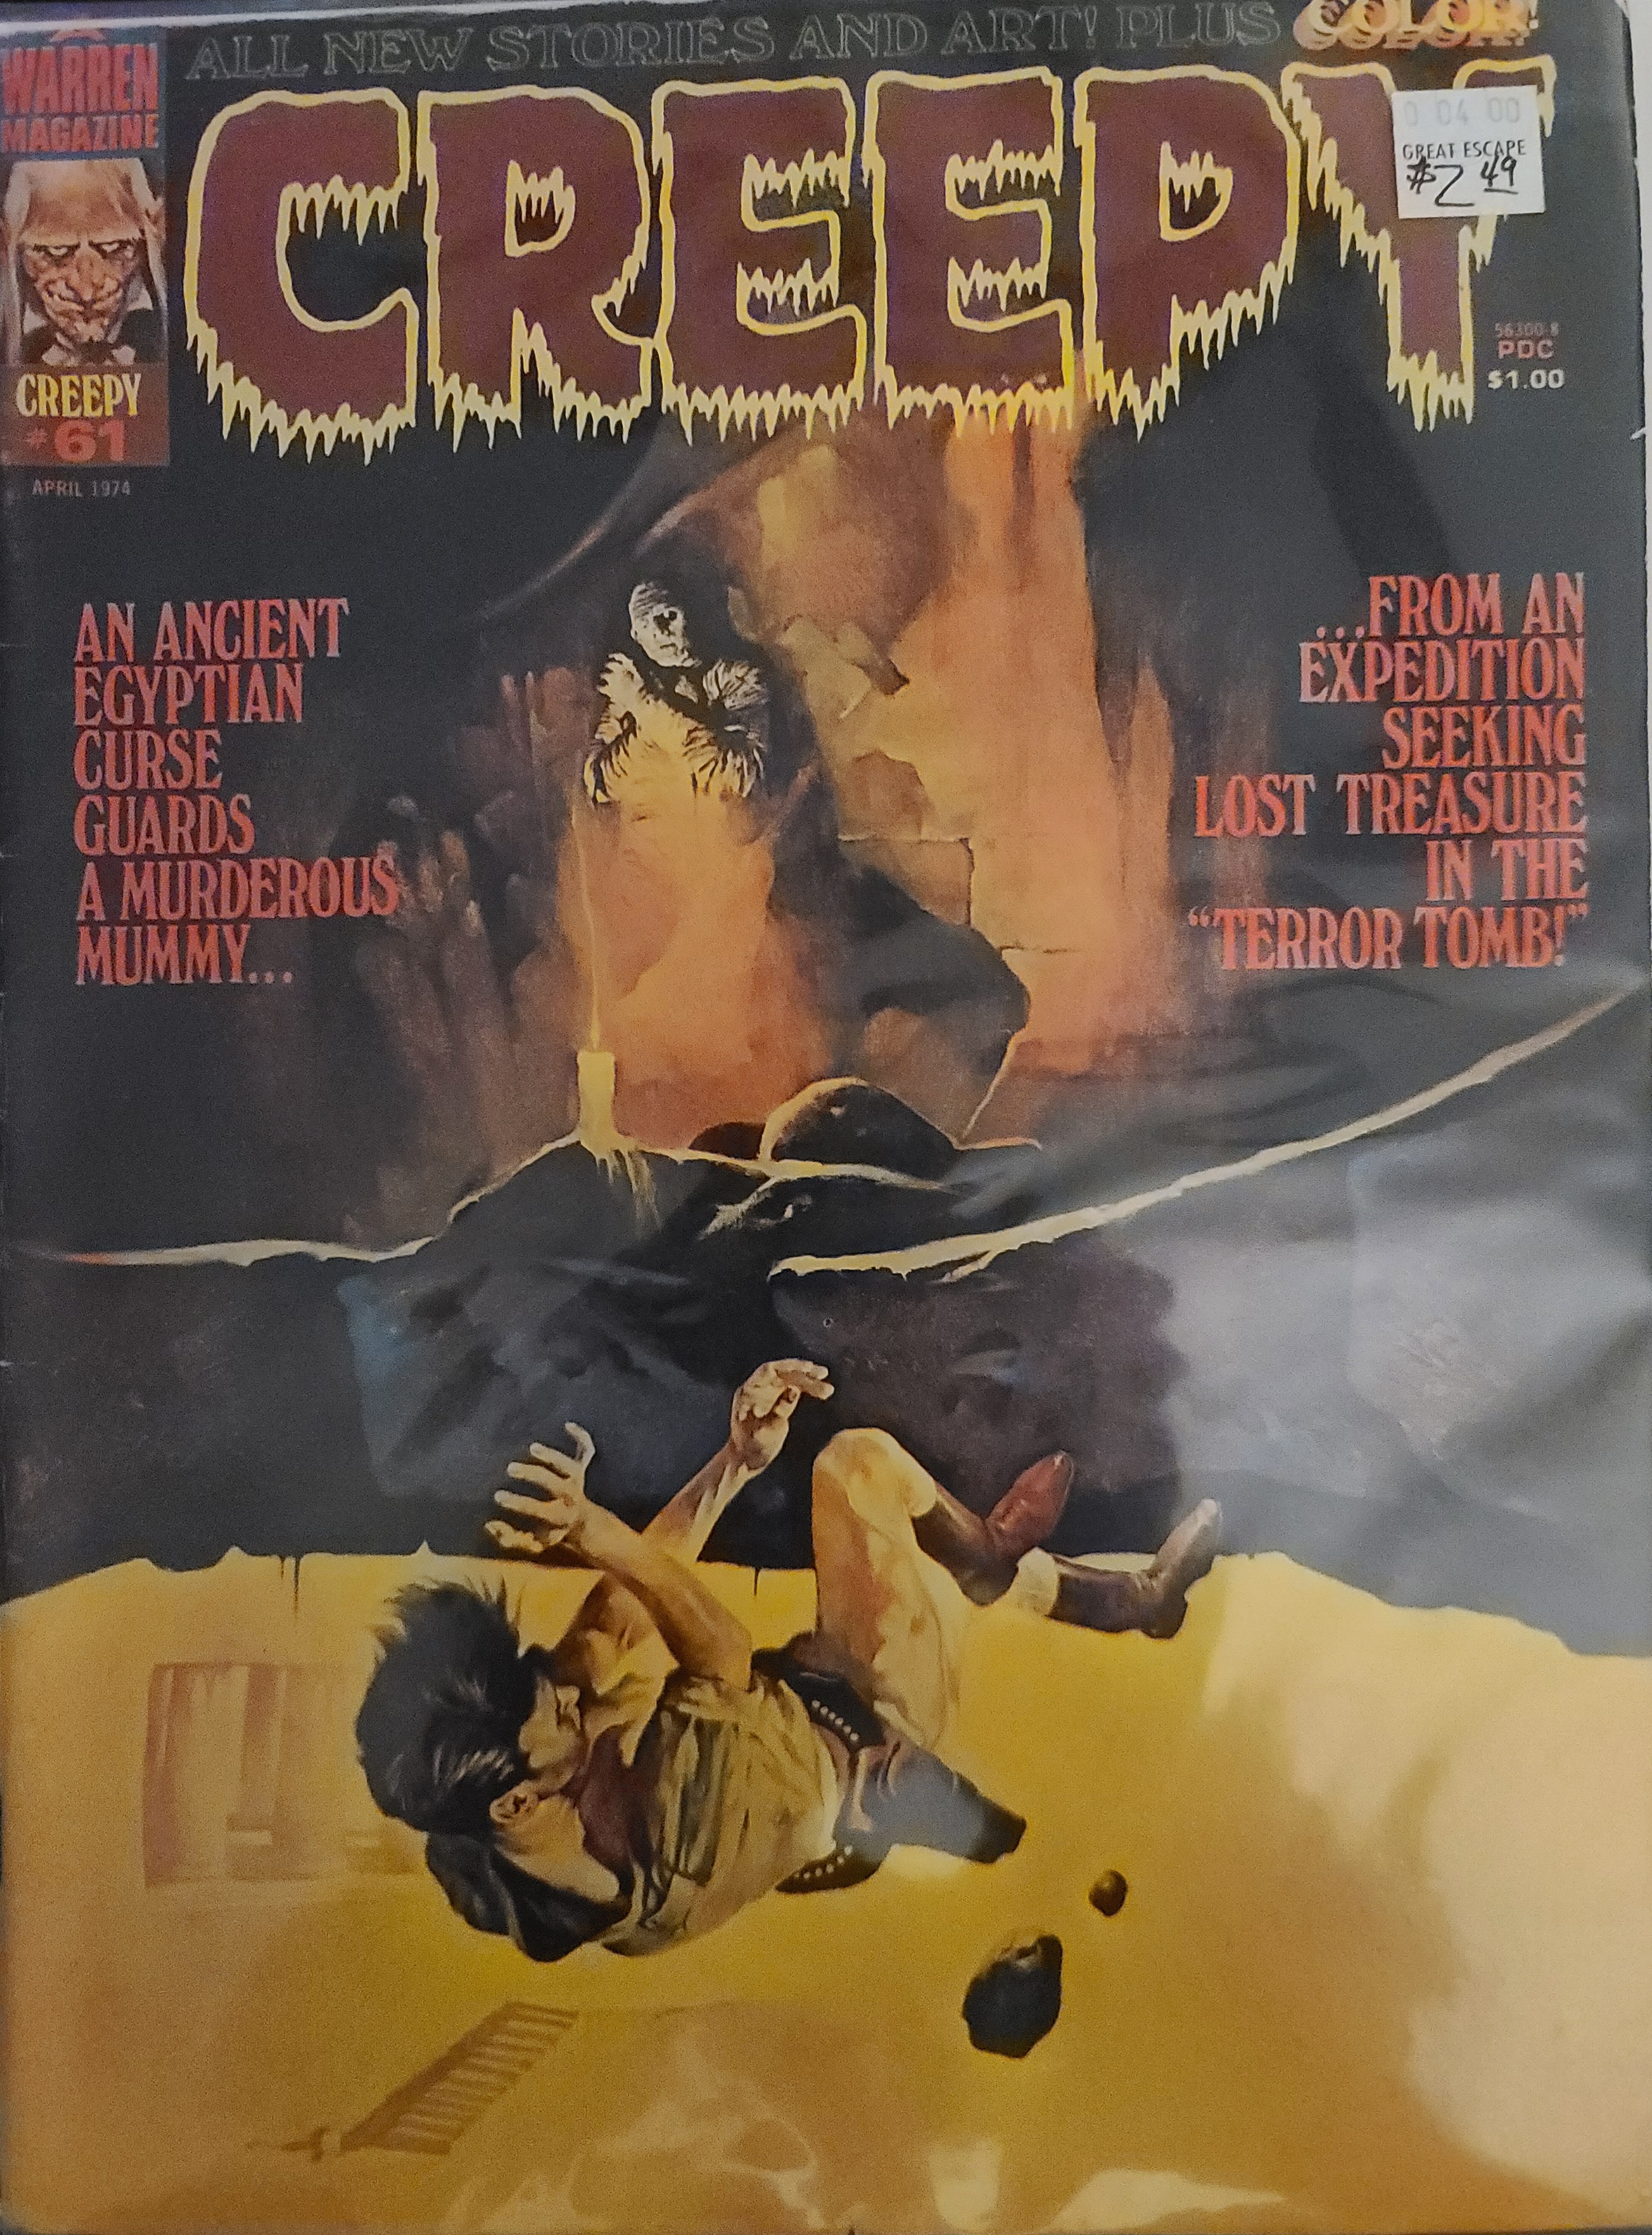 ALL NEW STORIES AND ART! PLUS COLOR!
WARREN
MAGAZINE
CREEPY
0 04 00
GREAT ESCAPE
$2 49
56300-8
PDC
$1.00
CREEPY
#61
APRIL 1974
AN ANCIENT
EGYPTIAN
CURSE
GUARDS
A MURDEROUS
MUMMY...
...FROM AN
EXPEDITION
SEEKING
LOST TREASURE
IN THE
“TERROR TOMB!”